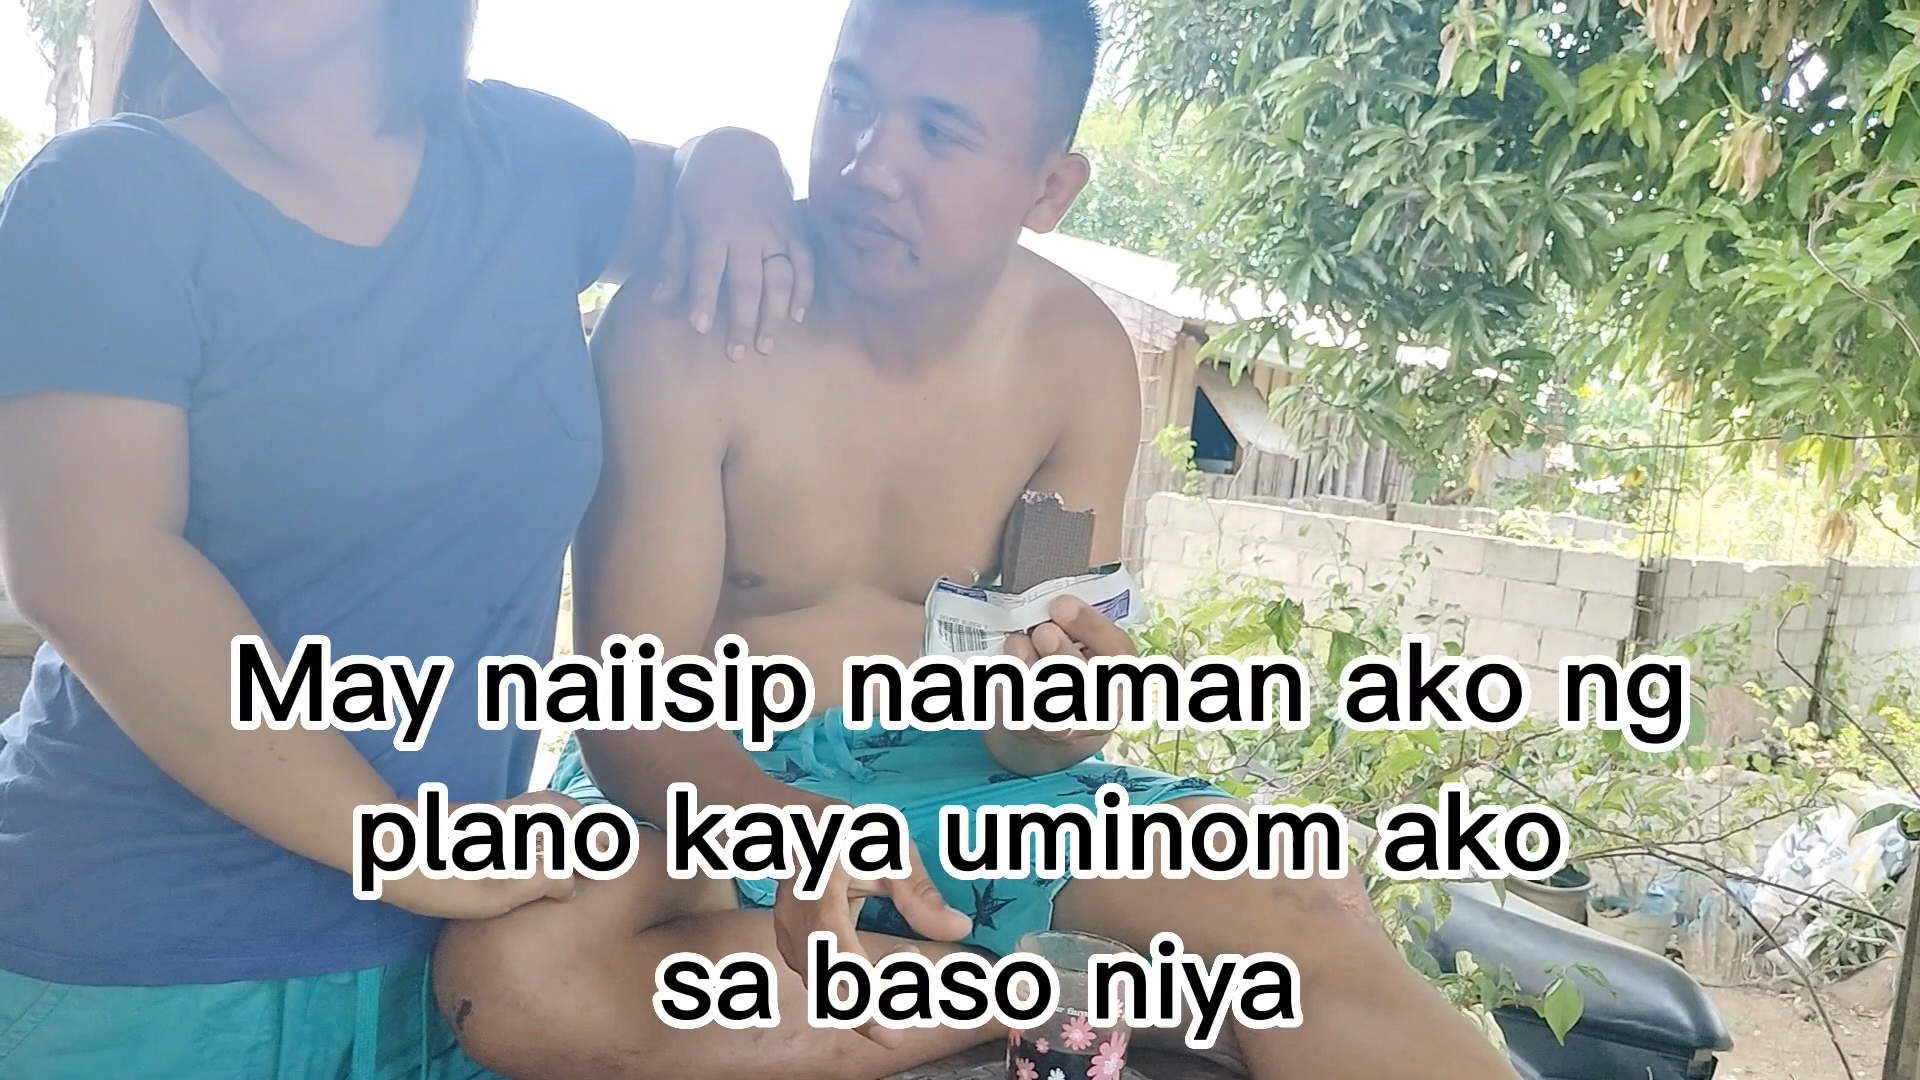 May naiisip nanaman ako ng
plano kaya uminom ako
sa baso niya